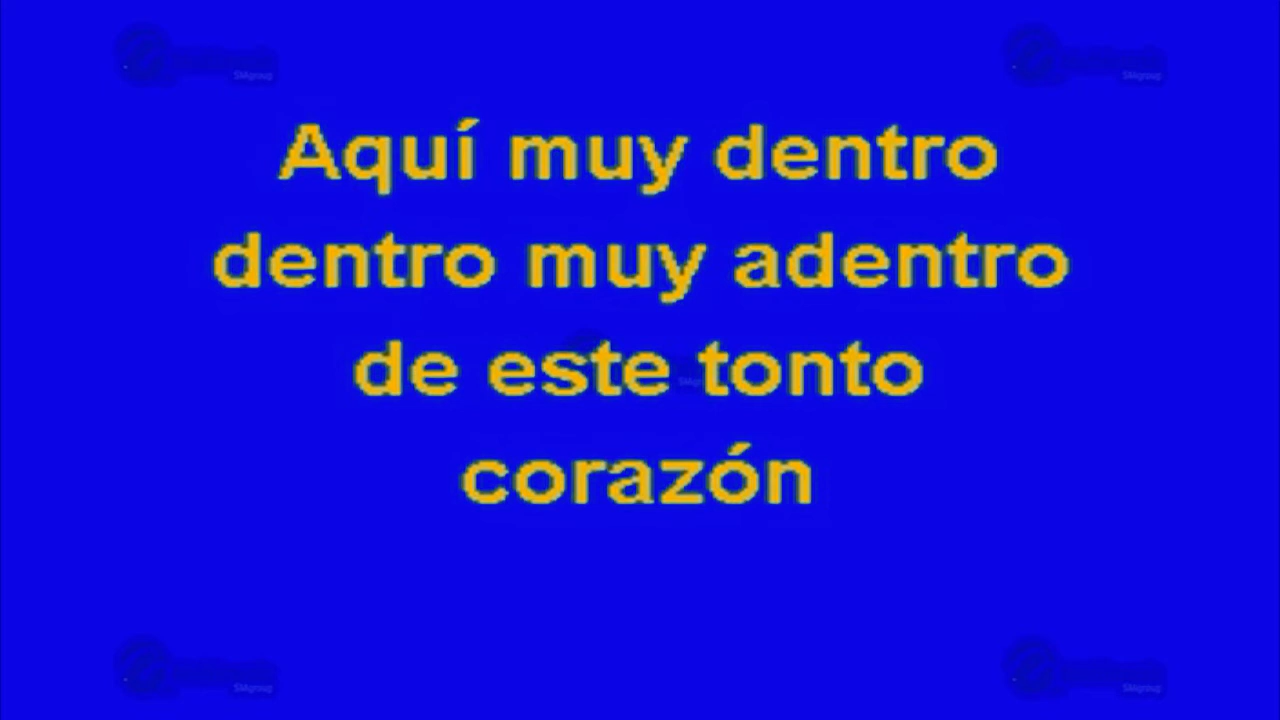 Aquí muy dentro
dentro muy adentro
de este tonto
corazón